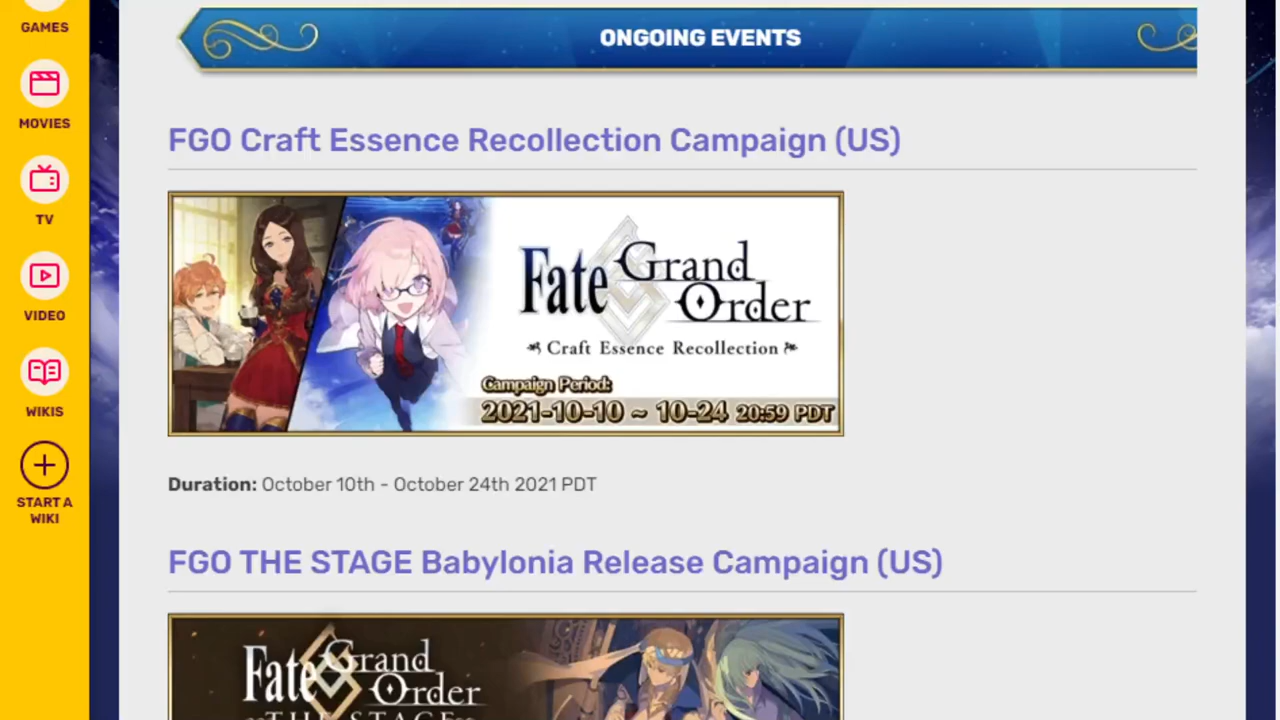 GAMES
MOVIES
TV
VIDEO
WIKIS
START A
WIKI
ONGOING EVENTS
FGO Craft Essence Recollection Campaign (US)
Fate Grand
Order
Craft Essence Recollection
Campaign Period:
2021-10-10 ~ 10-24 20:59 PDT
Duration: October 10th - October 24th 2021 PDT
FGO THE STAGE Babylonia Release Campaign (US)
Fate Grand
Order
THE STAGE